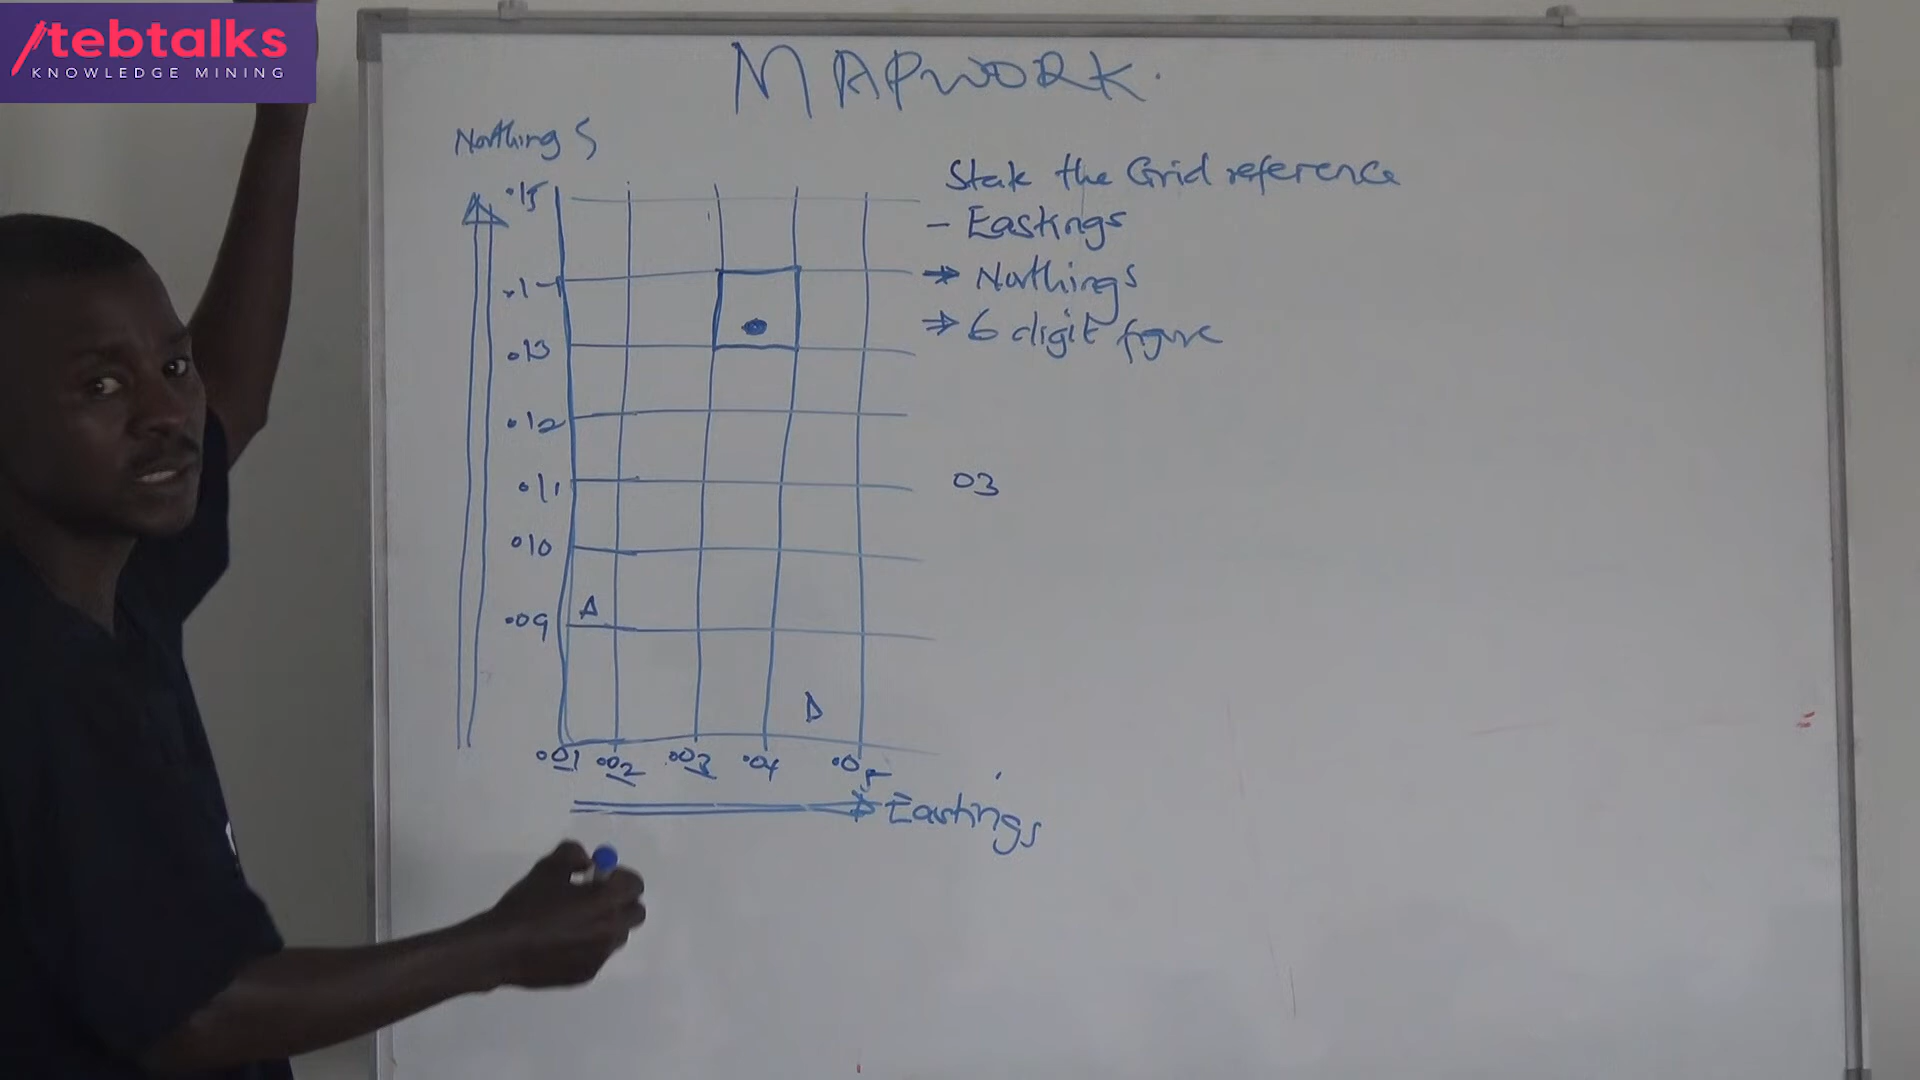 tebtalks
KNOWLEDGE MINING
MAPWORK.
Northings
State the Grid reference
- Eastings
→ Northings
→ 6 digit figure
.15
.14
.13
.12
.11
.10
.09
03
A
D
.01 .02 .03 .04 .05
Eastings